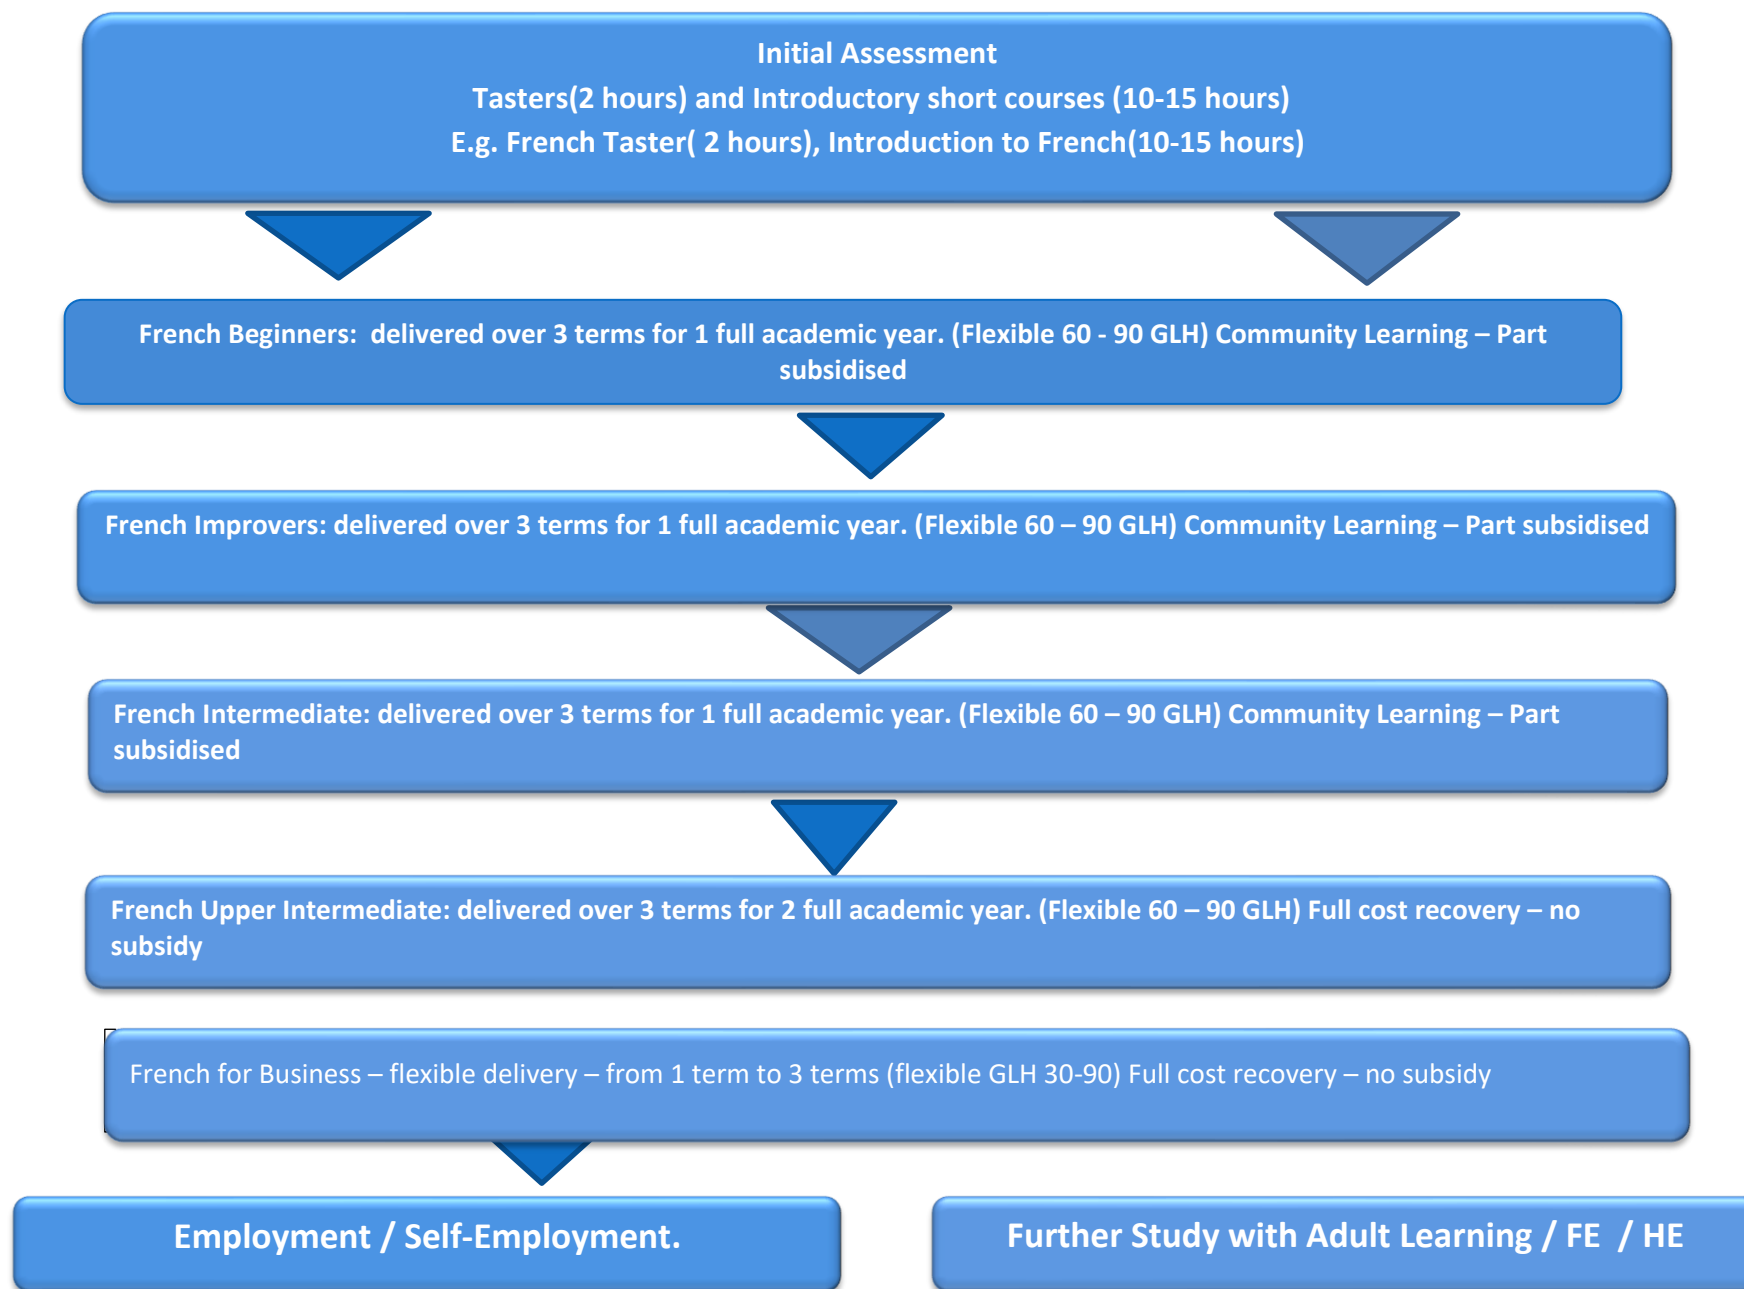 Initial Assessment
Tasters(2 hours) and Introductory short courses (10-15 hours)
E.g. French Taster( 2 hours), Introduction to French(10-15 hours)
French Beginners:  delivered over 3 terms for 1 full academic year. (Flexible 60 - 90 GLH) Community Learning – Part
subsidised
French Improvers: delivered over 3 terms for 1 full academic year. (Flexible 60 – 90 GLH) Community Learning – Part subsidised
French Intermediate: delivered over 3 terms for 1 full academic year. (Flexible 60 – 90 GLH) Community Learning – Part
subsidised
French Upper Intermediate: delivered over 3 terms for 2 full academic year. (Flexible 60 – 90 GLH) Full cost recovery – no
subsidy
French for Business – flexible delivery – from 1 term to 3 terms (flexible GLH 30-90) Full cost recovery – no subsidy
Employment / Self-Employment.
Further Study with Adult Learning / FE  / HE